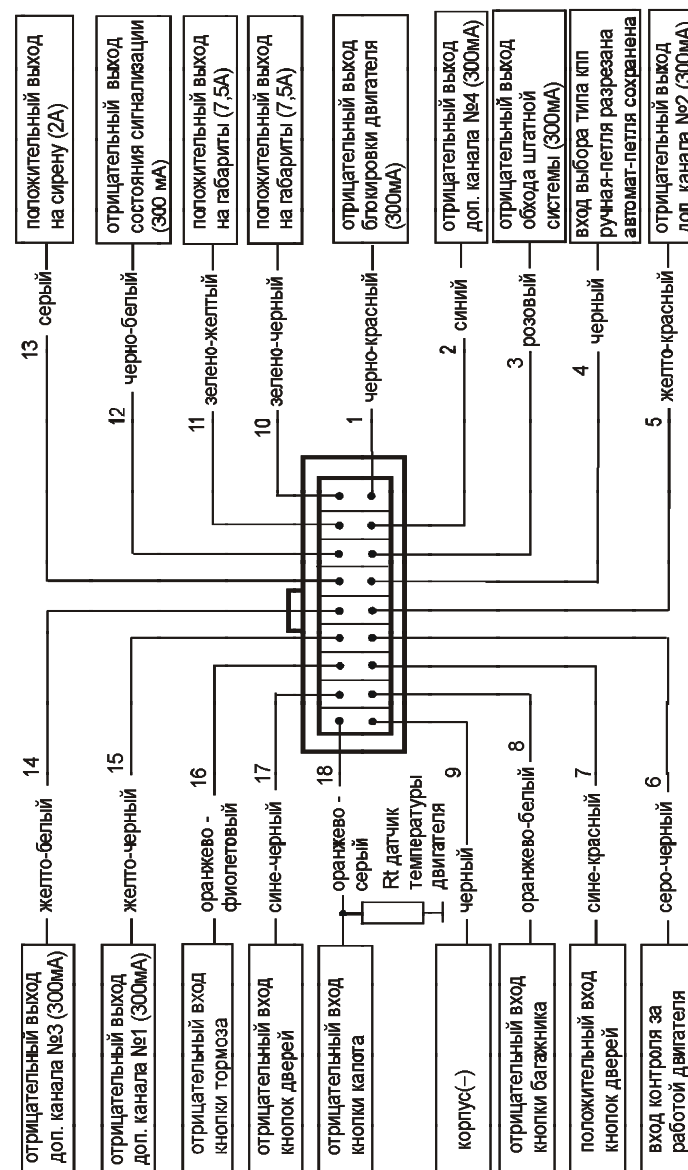 отрицательный выход
доп. канала №3 (300мА)
желто-белый
14
13
серый
положительный выход
на сирену (2А)
отрицательный выход
доп. канала №1 (300мА)
желто-черный
15
12
черно-белый
отрицательный выход
состояния сигнализации
(300 мА)
отрицательный вход
кнопки тормоза
оранжево -
фиолетовый
16
11
зелено-желтый
положительный выход
на габариты (7,5А)
отрицательный вход
кнопок дверей
сине-черный
17
10
зелено-черный
положительный выход
на габариты (7,5А)
отрицательный вход
кнопки капота
оранжево -
серый
18
Rt датчик
температуры
двигателя
1
черно-красный
отрицательный выход
блокировки двигателя
(300мА)
корпус(–)
черный
9
2
синий
отрицательный выход
доп. канала №4 (300мА)
отрицательный вход
кнопки багажника
оранжево-белый
8
3
розовый
отрицательный выход
обхода штатной
системы (300мА)
положительный вход
кнопок дверей
сине-красный
7
4
черный
вход выбора типа кпп
ручная-петля разрезана
автомат-петля сохранена
вход контроля за
работой двигателя
серо-черный
6
5
желто-красный
отрицательный выход
доп. канала №2 (300мА)